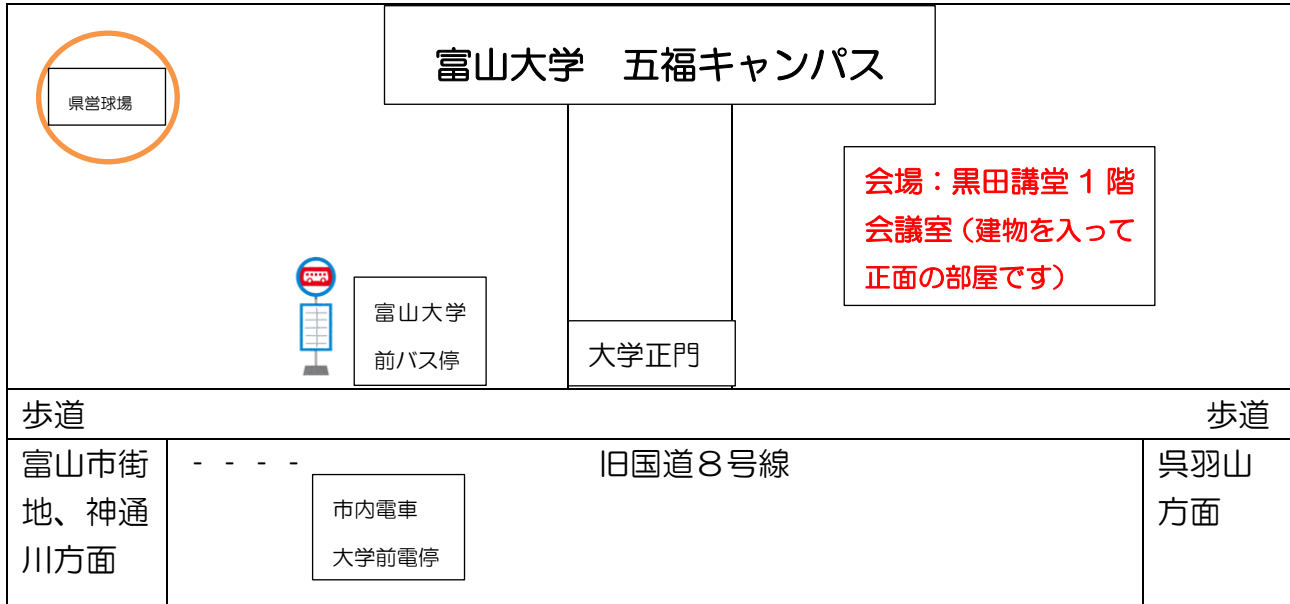 富山大学　五福キャンパス
県営球場
会場：黒田講堂 1 階
会議室（建物を入って
正面の部屋です）
富山大学
前バス停
大学正門
歩道
歩道
富山市街
地、神通
川方面
- - - -
旧国道８号線
呉羽山
方面
市内電車
大学前電停